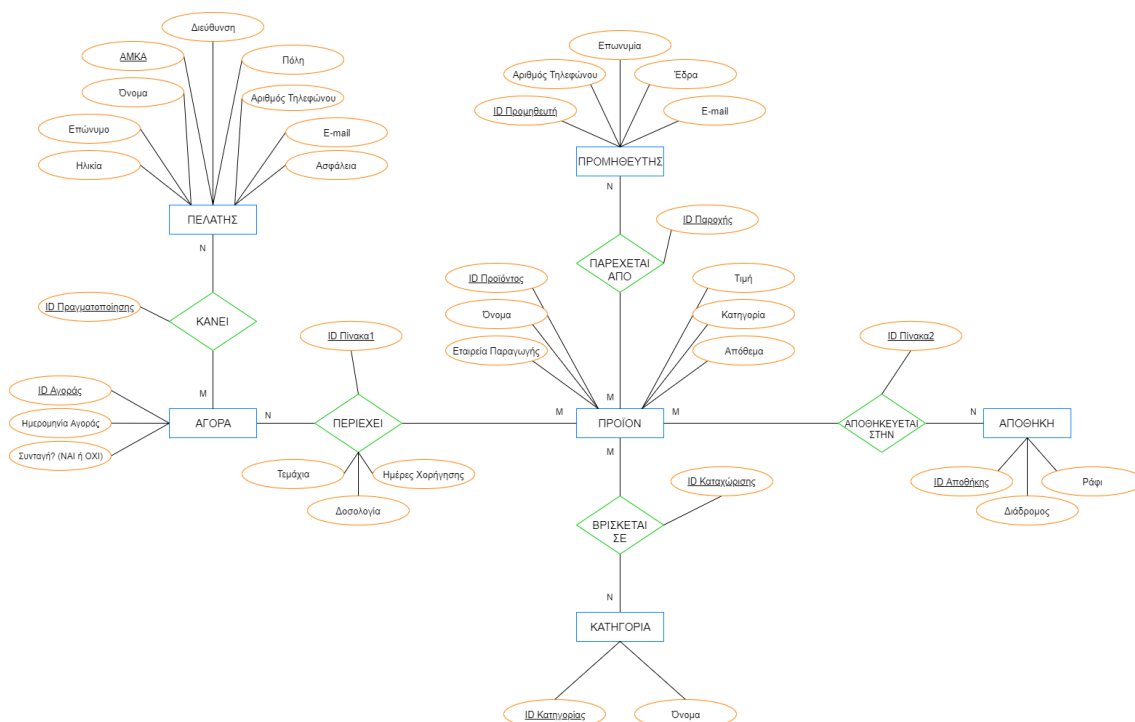 Διεύθυνση
ΑΜΚΑ
Πόλη
Όνομα
Αριθμός Τηλεφώνου
Επώνυμο
E-mail
Ηλικία
Ασφάλεια
ΠΕΛΑΤΗΣ
N
ID Πραγματοποίησης
ΚΑΝΕΙ
M
ID Αγοράς
Ημερομηνία Αγοράς
Συνταγή? (ΝΑΙ ή ΟΧΙ)
ΑΓΟΡΑ
N
ID Πίνακα1
ΠΕΡΙΕΧΕΙ
M
Τεμάχια
Ημέρες Χορήγησης
Δοσολογία
Επωνυμία
Αριθμός Τηλεφώνου
Έδρα
ID Προμηθευτή
E-mail
ΠΡΟΜΗΘΕΥΤΗΣ
N
ID Παροχής
ΠΑΡΕΧΕΤΑΙ
ΑΠΟ
M
ID Προϊόντος
Τιμή
Όνομα
Κατηγορία
Εταιρεία Παραγωγής
Απόθεμα
ΠΡΟΪΟΝ
M
ID Πίνακα2
ΑΠΟΘΗΚΕΥΕΤΑΙ
ΣΤΗΝ
N
ΑΠΟΘΗΚΗ
ID Αποθήκης
Ράφι
Διάδρομος
M
ID Καταχώρισης
ΒΡΙΣΚΕΤΑΙ
ΣΕ
N
ΚΑΤΗΓΟΡΙΑ
ID Κατηγορίας
Όνομα